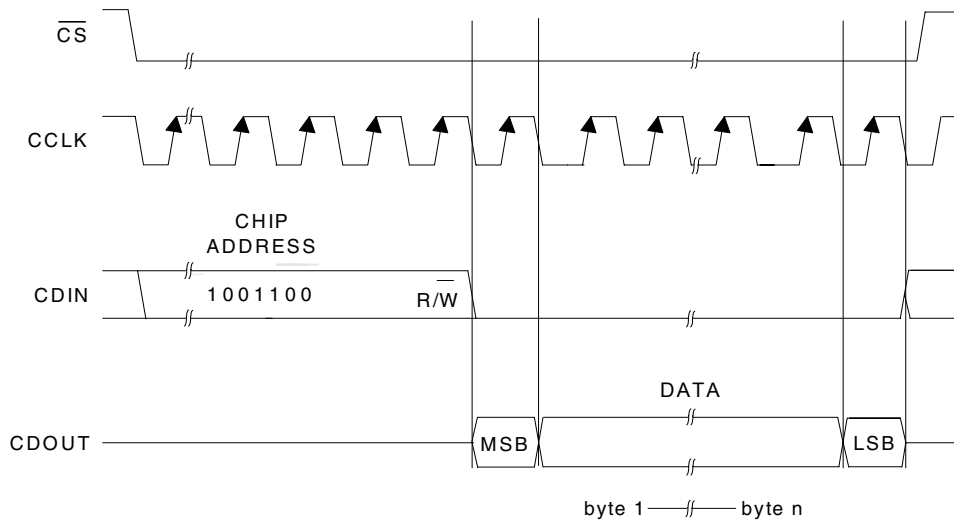 CS
CCLK
CHIP
ADDRESS
CDIN
1001100
R/W
DATA
CDOUT
MSB
LSB
byte 1
byte n